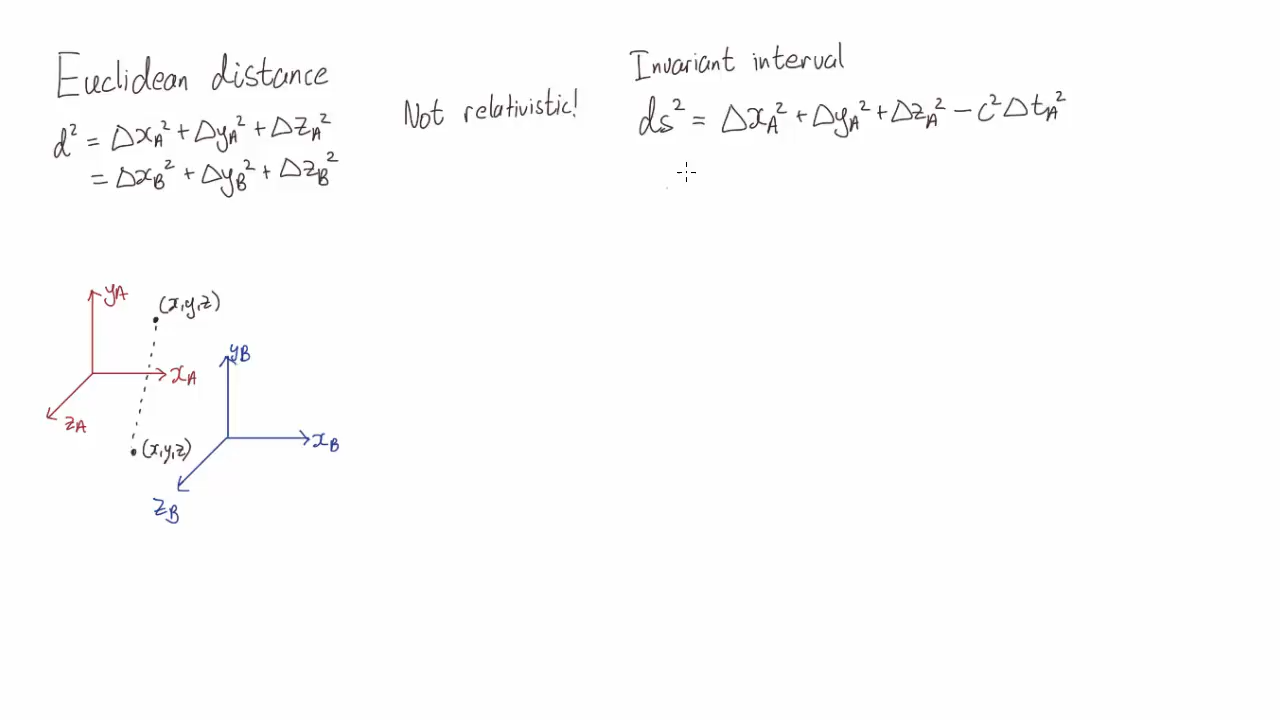 Euclidean distance
d² = Δx_A² + Δy_A² + Δz_A²
= Δx_B² + Δy_B² + Δz_B²
Not relativistic!
Invariant interval
ds² = Δx_A² + Δy_A² + Δz_A² − c²Δt_A²
y_A
(x,y,z)
x_A
z_A
(x,y,z)
y_B
x_B
z_B